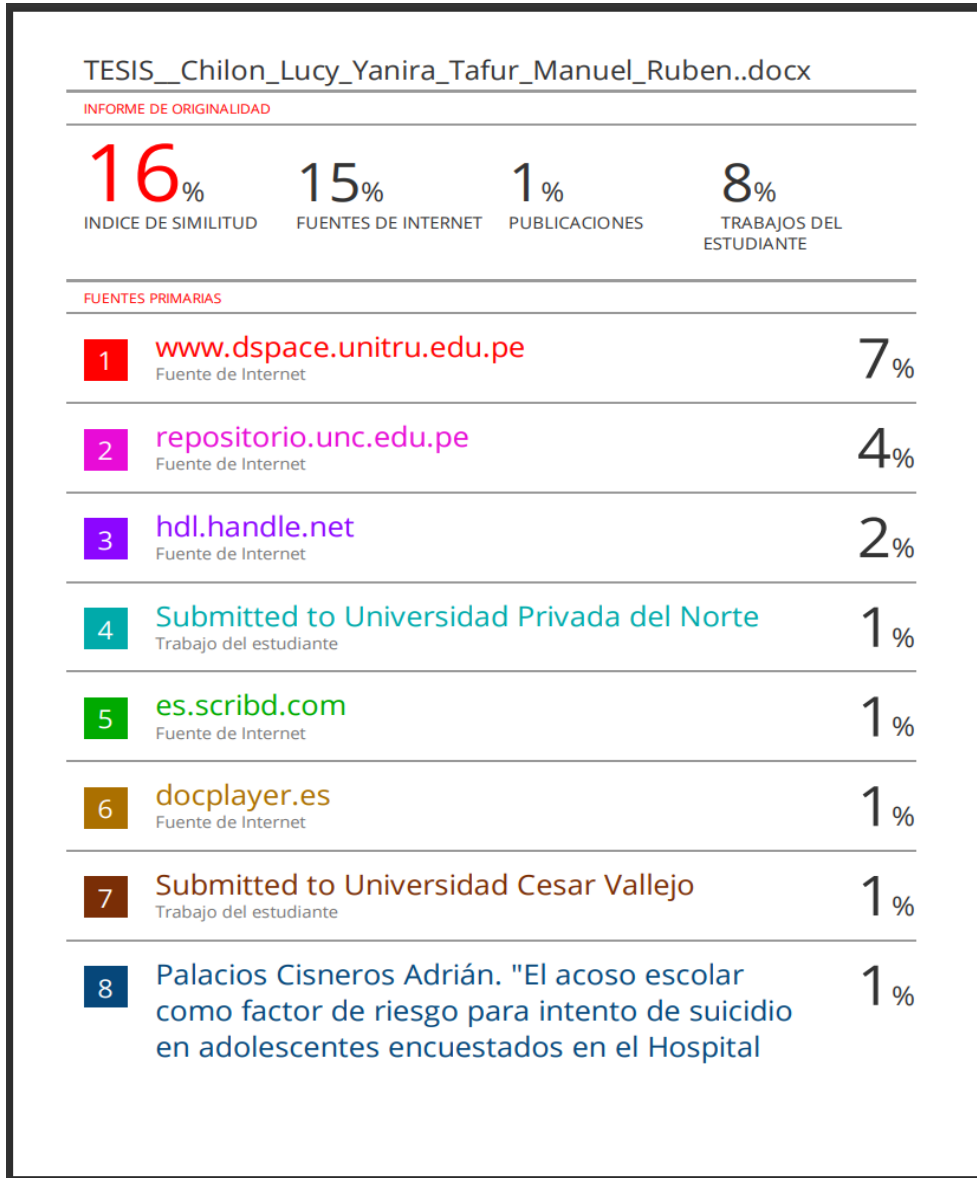 TESIS__Chilon_Lucy_Yanira_Tafur_Manuel_Ruben..docx
INFORME DE ORIGINALIDAD
16%
INDICE DE SIMILITUD
15%
FUENTES DE INTERNET
1%
PUBLICACIONES
8%
TRABAJOS DEL
ESTUDIANTE
FUENTES PRIMARIAS
1 www.dspace.unitru.edu.pe 7%
Fuente de Internet
2 repositorio.unc.edu.pe 4%
Fuente de Internet
3 hdl.handle.net 2%
Fuente de Internet
4 Submitted to Universidad Privada del Norte 1%
Trabajo del estudiante
5 es.scribd.com 1%
Fuente de Internet
6 docplayer.es 1%
Fuente de Internet
7 Submitted to Universidad Cesar Vallejo 1%
Trabajo del estudiante
8 Palacios Cisneros Adrián. "El acoso escolar 1%
como factor de riesgo para intento de suicidio
en adolescentes encuestados en el Hospital